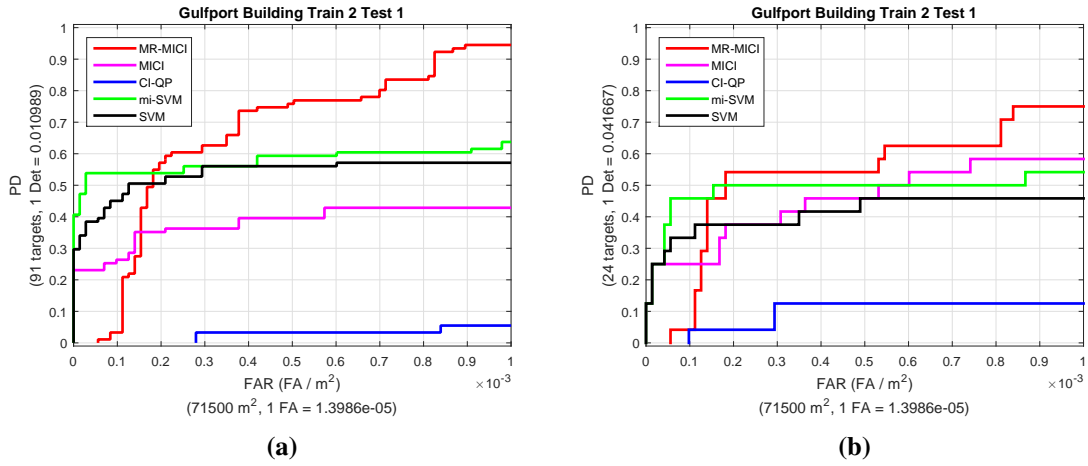 Gulfport Building Train 2 Test 1
1
0.9
0.8
0.7
0.6
0.5
0.4
0.3
0.2
0.1
0
PD
(91 targets, 1 Det = 0.010989)
MR-MICI
MICI
CI-QP
mi-SVM
SVM
0 0.1 0.2 0.3 0.4 0.5 0.6 0.7 0.8 0.9 1
×10⁻³
FAR (FA / m²)
(71500 m², 1 FA = 1.3986e-05)
(a)
Gulfport Building Train 2 Test 1
1
0.9
0.8
0.7
0.6
0.5
0.4
0.3
0.2
0.1
0
PD
(24 targets, 1 Det = 0.041667)
MR-MICI
MICI
CI-QP
mi-SVM
SVM
0 0.1 0.2 0.3 0.4 0.5 0.6 0.7 0.8 0.9 1
×10⁻³
FAR (FA / m²)
(71500 m², 1 FA = 1.3986e-05)
(b)